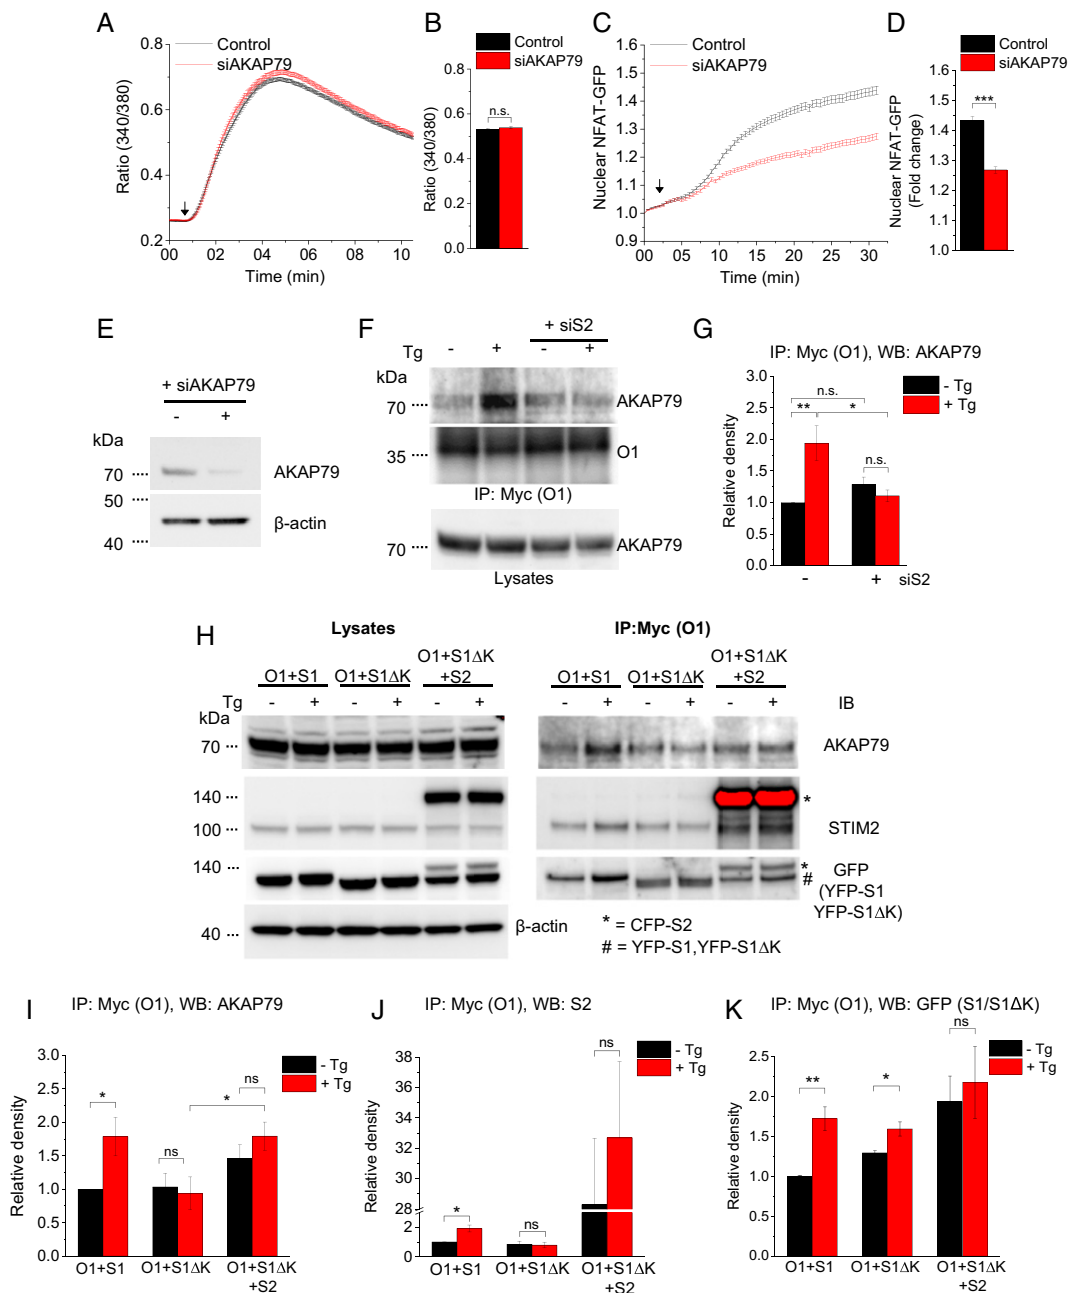 A
Control
siAKAP79
Ratio (340/380)
0.8
0.6
0.4
0.2
00 02 04 06 08 10
Time (min)
B
Control
siAKAP79
Ratio (340/380)
0.8
0.6
0.4
0.2
0.0
n.s.
C
Control
siAKAP79
Nuclear NFAT-GFP
1.6
1.5
1.4
1.3
1.2
1.1
1.0
0.9
00 05 10 15 20 25 30
Time (min)
D
Control
siAKAP79
Nuclear NFAT-GFP
(Fold change)
1.6
1.5
1.4
1.3
1.2
1.1
1.0
***
E
+ siAKAP79
- +
kDa
70
50
40
AKAP79
β-actin
F
+ siS2
Tg - + - +
kDa
70
AKAP79
35
O1
IP: Myc (O1)
70
AKAP79
Lysates
G
IP: Myc (O1), WB: AKAP79
- Tg
+ Tg
Relative density
3.0
2.5
2.0
1.5
1.0
0.5
0.0
n.s.
** *
n.s.
- + siS2
H
Lysates
O1+S1 O1+S1ΔK O1+S1ΔK
+S2
Tg - + - + - +
kDa
70
140
100
140
40
β-actin
IP:Myc (O1)
O1+S1 O1+S1ΔK O1+S1ΔK
+S2
- + - + - + IB
AKAP79
*
STIM2
*
#
GFP
(YFP-S1
YFP-S1ΔK)
* = CFP-S2
# = YFP-S1,YFP-S1ΔK
I
IP: Myc (O1), WB: AKAP79
- Tg
+ Tg
Relative density
3.0
2.5
2.0
1.5
1.0
0.5
0.0
* ns * ns
O1+S1 O1+S1ΔK O1+S1ΔK
+S2
J
IP: Myc (O1), WB: S2
- Tg
+ Tg
Relative density
38
36
34
32
30
28
2
0
* ns ns
O1+S1 O1+S1ΔK O1+S1ΔK
+S2
K
IP: Myc (O1), WB: GFP (S1/S1ΔK)
- Tg
+ Tg
Relative density
2.5
2.0
1.5
1.0
0.5
0.0
** * ns
O1+S1 O1+S1ΔK O1+S1ΔK
+S2